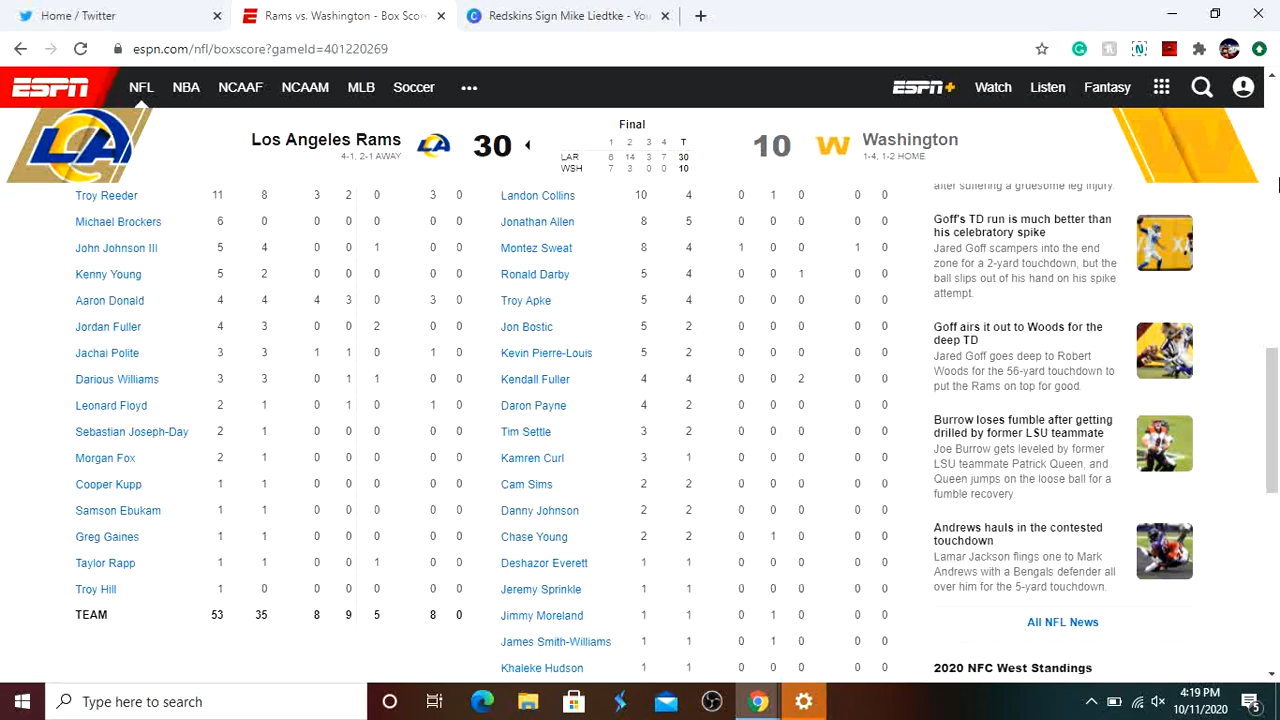 Home / Twitter
Rams vs. Washington - Box Sco
Redskins Sign Mike Liedtke - You
espn.com/nfl/boxscore?gameId=401220269
ESPN NFL NBA NCAAF NCAAM MLB Soccer ••• ESPN+ Watch Listen Fantasy
Los Angeles Rams
4-1, 2-1 AWAY
30
Final
1 2 3 4 T
LAR 6 14 3 7 30
WSH 7 3 0 0 10
10
Washington
1-4, 1-2 HOME
Troy Reeder 11 8 3 2 0 3 0
Michael Brockers 6 0 0 0 0 0 0
John Johnson III 5 4 0 0 1 0 0
Kenny Young 5 2 0 0 0 0 0
Aaron Donald 4 4 4 3 0 3 0
Jordan Fuller 4 3 0 0 2 0 0
Jachai Polite 3 3 1 1 0 1 0
Darious Williams 3 3 0 1 1 0 0
Leonard Floyd 2 1 0 1 0 1 0
Sebastian Joseph-Day 2 1 0 0 0 0 0
Morgan Fox 2 1 0 0 0 0 0
Cooper Kupp 1 1 0 0 0 0 0
Samson Ebukam 1 1 0 0 0 0 0
Greg Gaines 1 1 0 0 0 0 0
Taylor Rapp 1 1 0 0 1 0 0
Troy Hill 1 0 0 0 0 0 0
TEAM 53 35 8 9 5 8 0
Landon Collins 10 4 0 1 0 0 0
Jonathan Allen 8 5 0 0 0 0 0
Montez Sweat 8 4 1 0 0 1 0
Ronald Darby 5 4 0 0 1 0 0
Troy Apke 5 4 0 0 0 0 0
Jon Bostic 5 2 0 0 0 0 0
Kevin Pierre-Louis 5 2 0 0 0 0 0
Kendall Fuller 4 4 0 0 2 0 0
Daron Payne 4 2 0 0 0 0 0
Tim Settle 3 2 0 0 0 0 0
Kamren Curl 3 1 0 0 0 0 0
Cam Sims 2 2 0 0 0 0 0
Danny Johnson 2 2 0 0 0 0 0
Chase Young 2 2 0 1 0 0 0
Deshazor Everett 1 1 0 0 0 0 0
Jeremy Sprinkle 1 1 0 0 0 0 0
Jimmy Moreland 1 1 0 1 0 0 0
James Smith-Williams 1 1 0 1 0 0 0
Khaleke Hudson 1 1 0 0 0 0 0
after suffering a gruesome leg injury
Goff's TD run is much better than
his celebratory spike
Jared Goff scampers into the end
zone for a 2-yard touchdown, but the
ball slips out of his hand on his spike
attempt.
Goff airs it out to Woods for the
deep TD
Jared Goff goes deep to Robert
Woods for the 56-yard touchdown to
put the Rams on top for good.
Burrow loses fumble after getting
drilled by former LSU teammate
Joe Burrow gets leveled by former
LSU teammate Patrick Queen, and
Queen jumps on the loose ball for a
fumble recovery.
Andrews hauls in the contested
touchdown
Lamar Jackson flings one to Mark
Andrews with a Bengals defender all
over him for the 5-yard touchdown.
All NFL News
2020 NFC West Standings
Type here to search
4:19 PM
10/11/2020
5